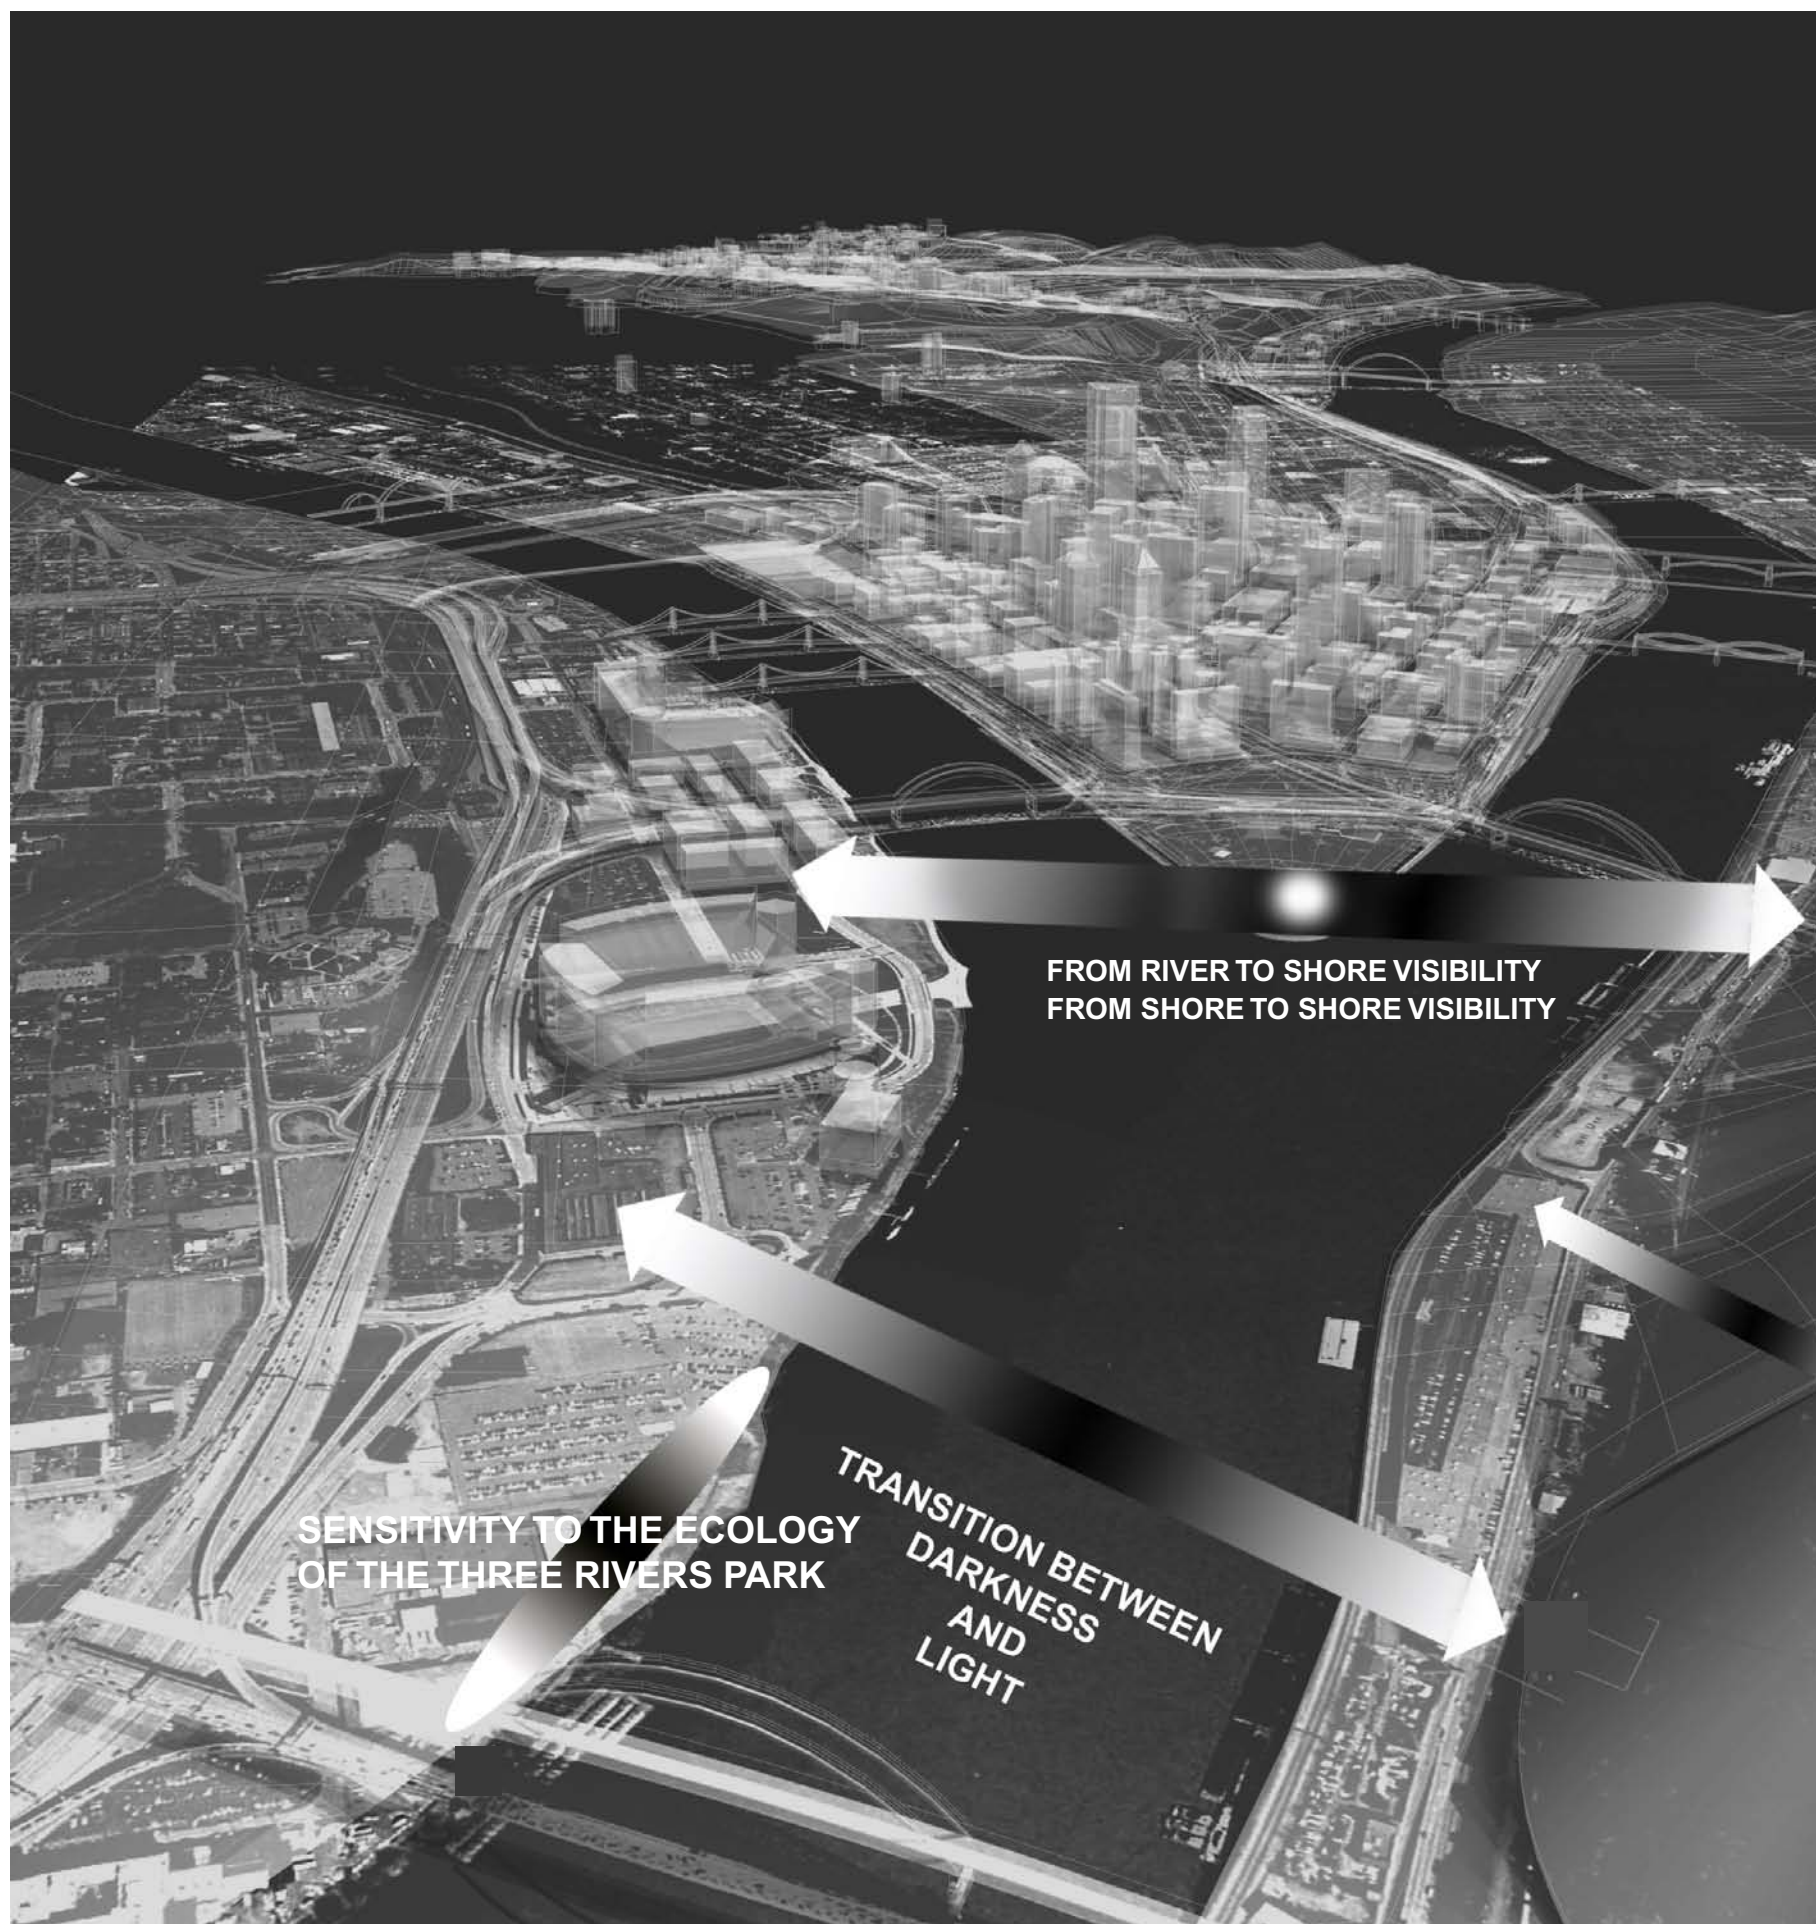 FROM RIVER TO SHORE VISIBILITY
FROM SHORE TO SHORE VISIBILITY
SENSITIVITY TO THE ECOLOGY
OF THE THREE RIVERS PARK
TRANSITION BETWEEN
DARKNESS
AND
LIGHT